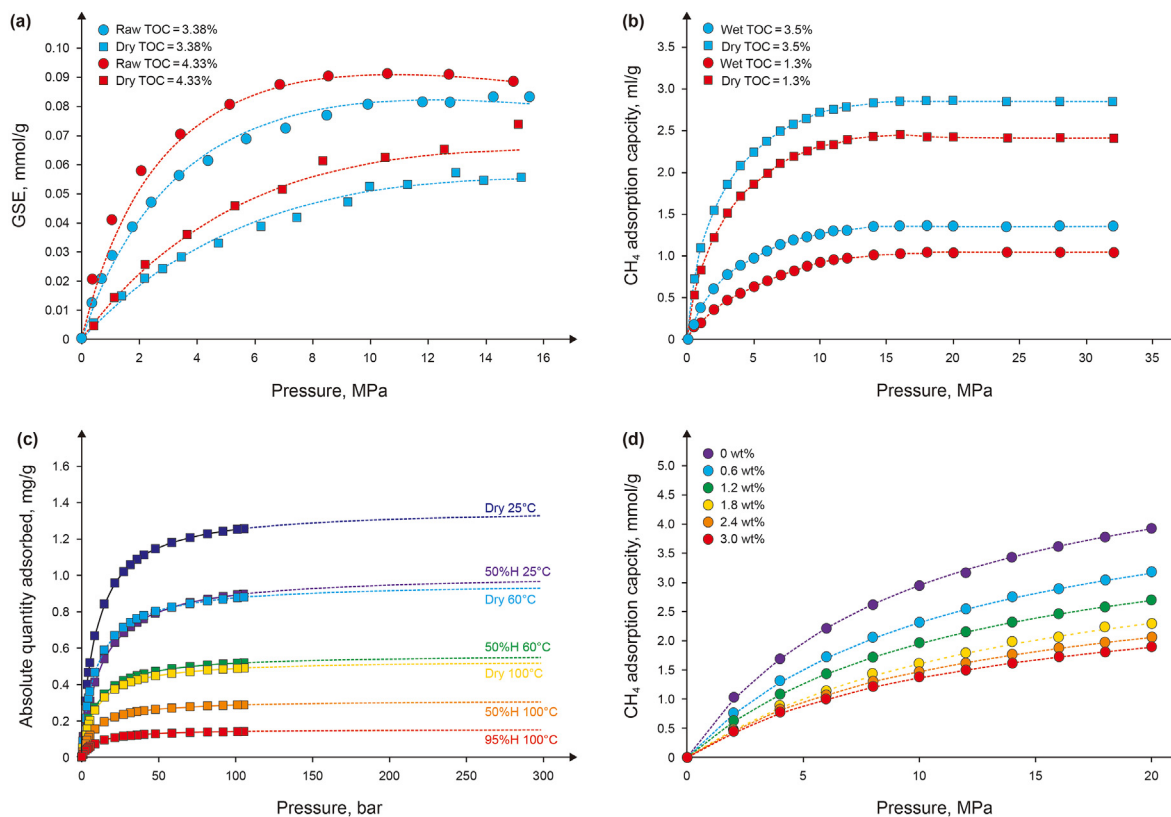 (a)
Raw TOC = 3.38%
Dry TOC = 3.38%
Raw TOC = 4.33%
Dry TOC = 4.33%
GSE, mmol/g
0.10
0.09
0.08
0.07
0.06
0.05
0.04
0.03
0.02
0.01
0
0 2 4 6 8 10 12 14 16
Pressure, MPa
(b)
Wet TOC = 3.5%
Dry TOC = 3.5%
Wet TOC = 1.3%
Dry TOC = 1.3%
CH₄ adsorption capcity, ml/g
3.5
3.0
2.5
2.0
1.5
1.0
0.5
0
0 5 10 15 20 25 30 35
Pressure, MPa
(c)
Absolute quantity adsorbed, mg/g
1.6
1.4
1.2
1.0
0.8
0.6
0.4
0.2
0
Dry 25°C
50%H 25°C
Dry 60°C
50%H 60°C
Dry 100°C
50%H 100°C
95%H 100°C
0 50 100 150 200 250 300
Pressure, bar
(d)
0 wt%
0.6 wt%
1.2 wt%
1.8 wt%
2.4 wt%
3.0 wt%
CH₄ adsorption capcity, mmol/g
5.0
4.5
4.0
3.5
3.0
2.5
2.0
1.5
1.0
0.5
0
0 5 10 15 20
Pressure, MPa